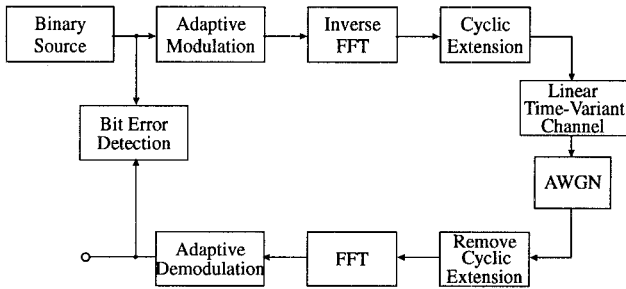 Binary
Source
Adaptive
Modulation
Inverse
FFT
Cyclic
Extension
Linear
Time-Variant
Channel
Bit Error
Detection
AWGN
Adaptive
Demodulation
FFT
Remove
Cyclic
Extension